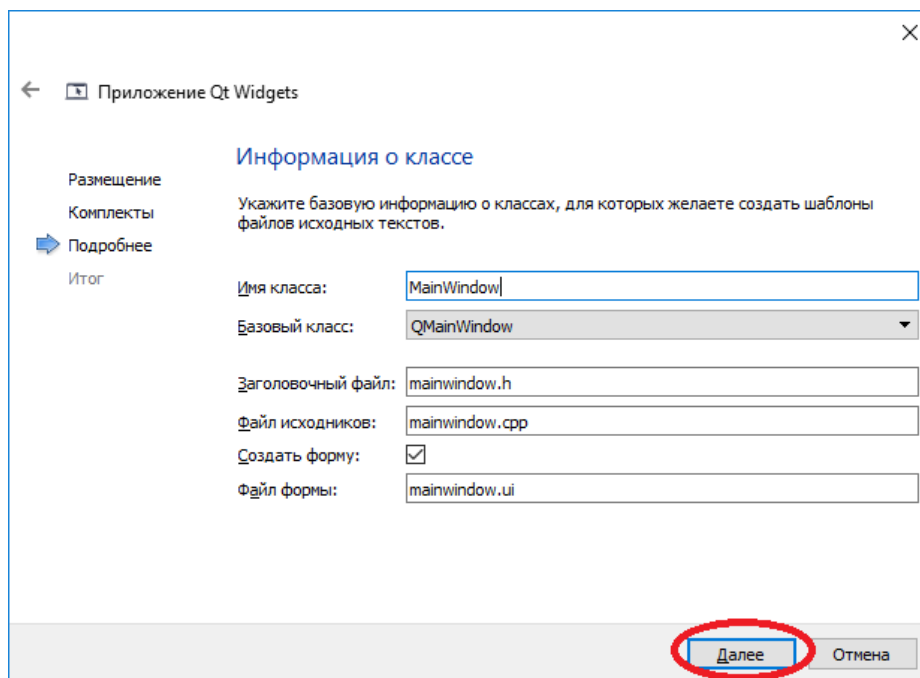 Приложение Qt Widgets
Размещение
Комплекты
Подробнее
Итог
Информация о классе
Укажите базовую информацию о классах, для которых желаете создать шаблоны
файлов исходных текстов.
Имя класса: MainWindow
Базовый класс: QMainWindow
Заголовочный файл: mainwindow.h
Файл исходников: mainwindow.cpp
Создать форму:
Файл формы: mainwindow.ui
Далее Отмена